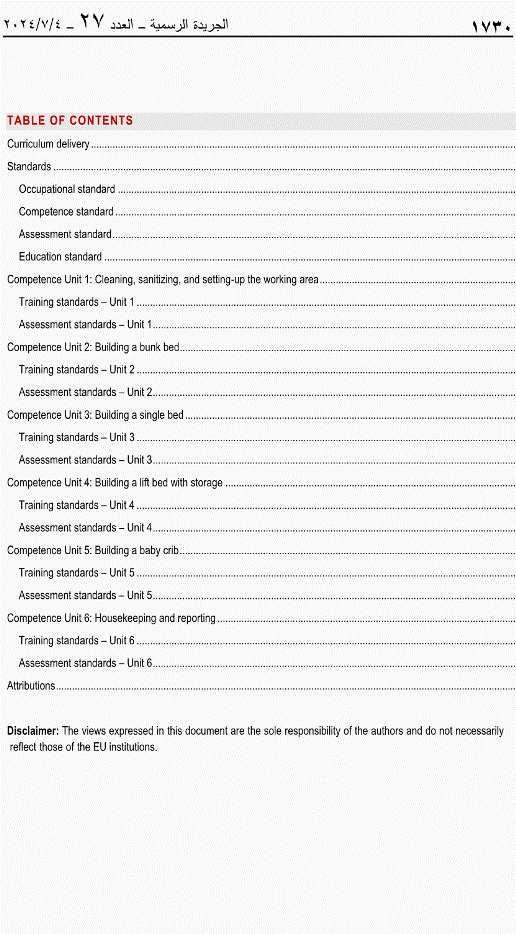 ١٧٣٠ الجريدة الرسمية – العدد ٢٧ – ٢٠٢٤/٧/٤
TABLE OF CONTENTS
Curriculum delivery
Standards
Occupational standard
Competence standard
Assessment standard
Education standard
Competence Unit 1: Cleaning, sanitizing, and setting-up the working area
Training standards – Unit 1
Assessment standards – Unit 1
Competence Unit 2: Building a bunk bed
Training standards – Unit 2
Assessment standards – Unit 2
Competence Unit 3: Building a single bed
Training standards – Unit 3
Assessment standards – Unit 3
Competence Unit 4: Building a lift bed with storage
Training standards – Unit 4
Assessment standards – Unit 4
Competence Unit 5: Building a baby crib
Training standards – Unit 5
Assessment standards – Unit 5
Competence Unit 6: Housekeeping and reporting
Training standards – Unit 6
Assessment standards – Unit 6
Attributions
Disclaimer: The views expressed in this document are the sole responsibility of the authors and do not necessarily
reflect those of the EU institutions.